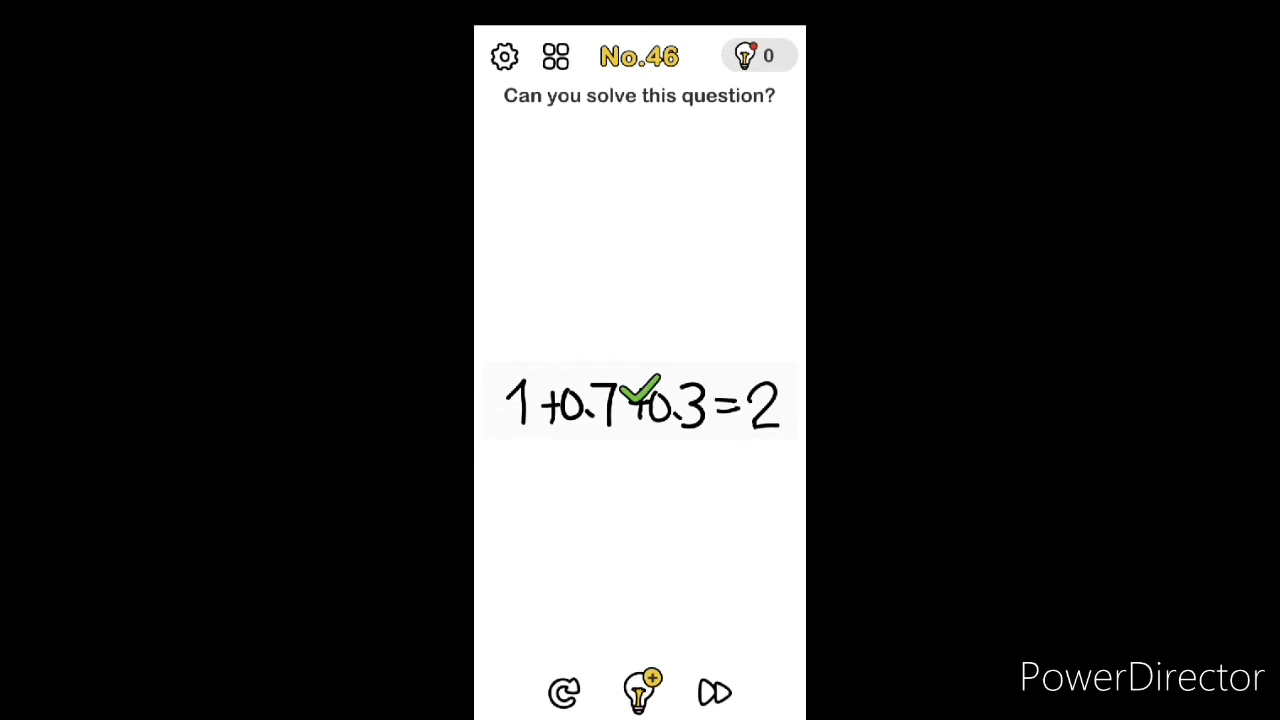 No.46
0
Can you solve this question?
1+0.7+0.3=2
PowerDirector